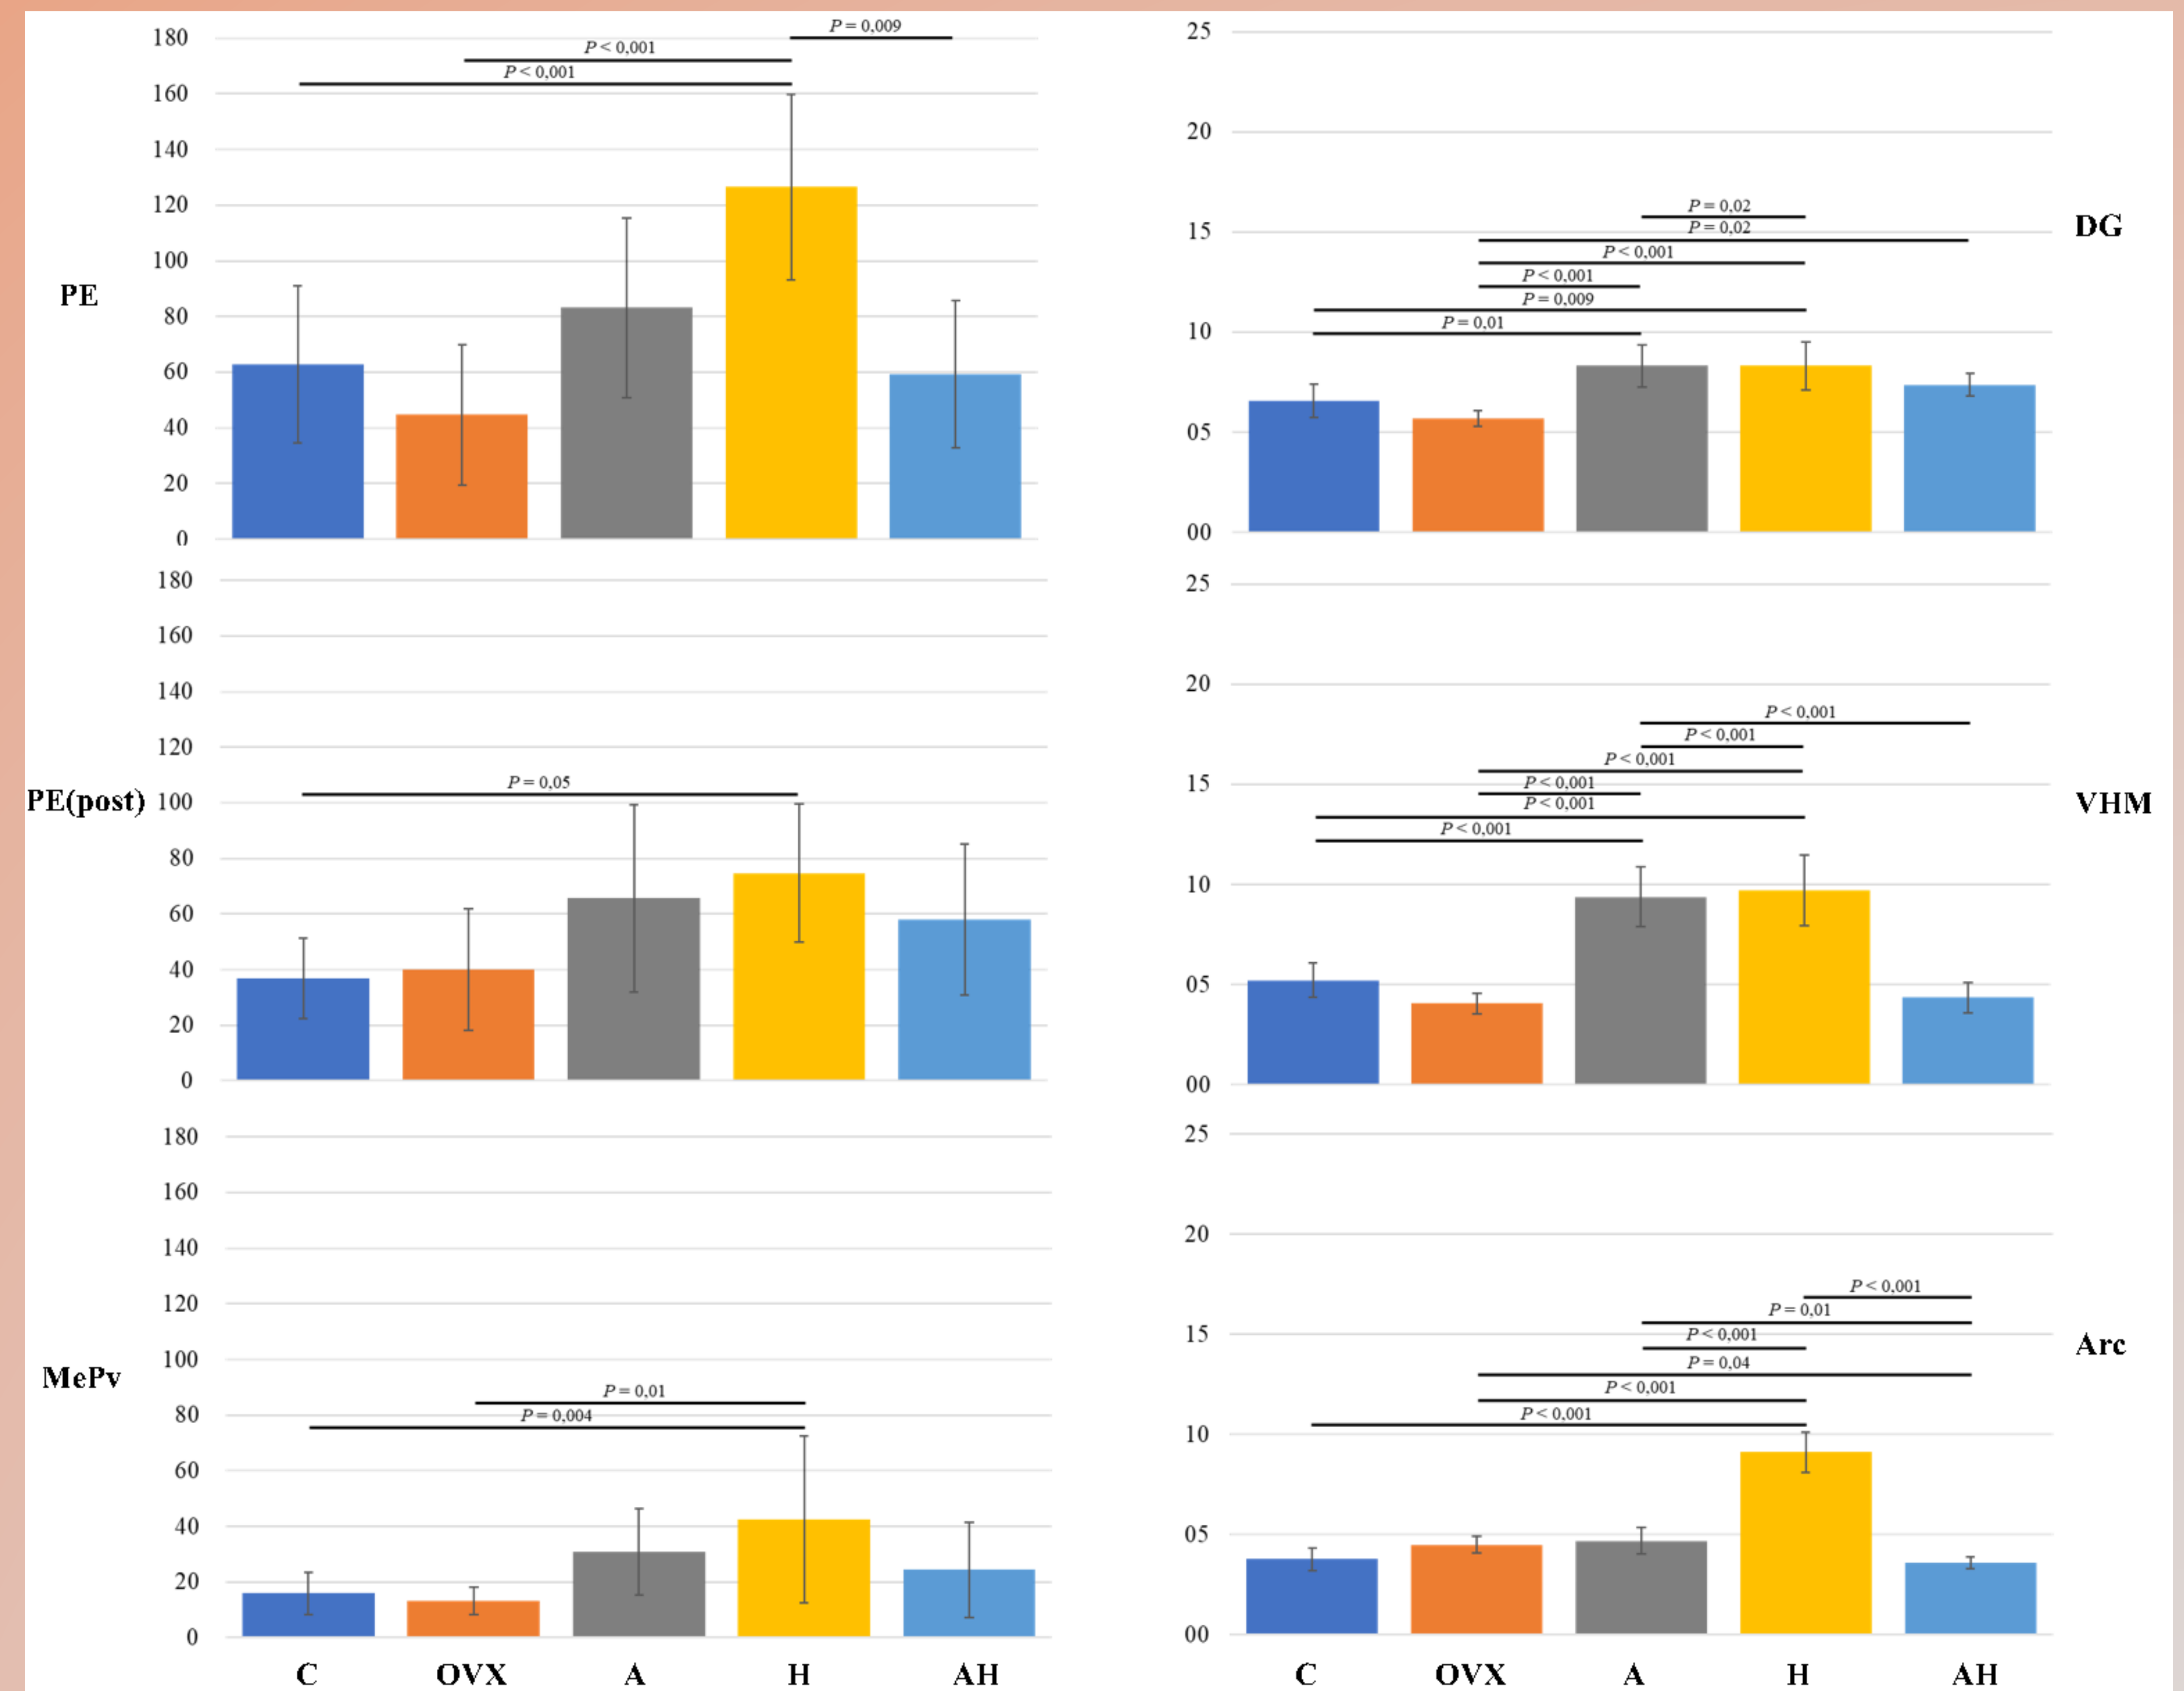 PE
180
160
140
120
100
80
60
40
20
0
P = 0,009
P < 0,001
P < 0,001
DG
25
20
15
10
05
00
P = 0,02
P = 0,02
P < 0,001
P < 0,001
P = 0,009
P = 0,01
PE(post)
180
160
140
120
100
80
60
40
20
0
P = 0,05
VHM
25
20
15
10
05
00
P < 0,001
P < 0,001
P < 0,001
P < 0,001
P < 0,001
P < 0,001
MePv
180
160
140
120
100
80
60
40
20
0
P = 0,01
P = 0,004
C OVX A H AH
Arc
25
20
15
10
05
00
P < 0,001
P = 0,01
P < 0,001
P = 0,04
P < 0,001
P < 0,001
C OVX A H AH